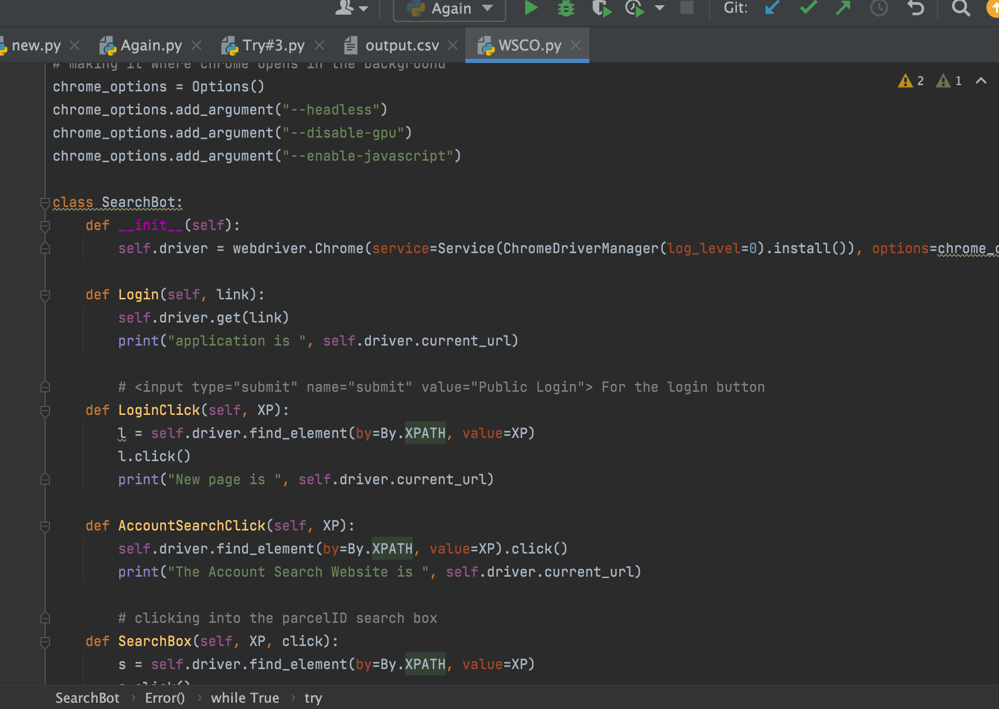 Again Git:
new.py Again.py Try#3.py output.csv WSCO.py
# making it where chrome opens in the background
chrome_options = Options() 2 1
chrome_options.add_argument("--headless")
chrome_options.add_argument("--disable-gpu")
chrome_options.add_argument("--enable-javascript")
class SearchBot:
def __init__(self):
self.driver = webdriver.Chrome(service=Service(ChromeDriverManager(log_level=0).install()), options=chrome_
def Login(self, link):
self.driver.get(link)
print("application is ", self.driver.current_url)
# <input type="submit" name="submit" value="Public Login"> For the login button
def LoginClick(self, XP):
l = self.driver.find_element(by=By.XPATH, value=XP)
l.click()
print("New page is ", self.driver.current_url)
def AccountSearchClick(self, XP):
self.driver.find_element(by=By.XPATH, value=XP).click()
print("The Account Search Website is ", self.driver.current_url)
# clicking into the parcelID search box
def SearchBox(self, XP, click):
s = self.driver.find_element(by=By.XPATH, value=XP)
s.click()
SearchBot › Error() › while True › try